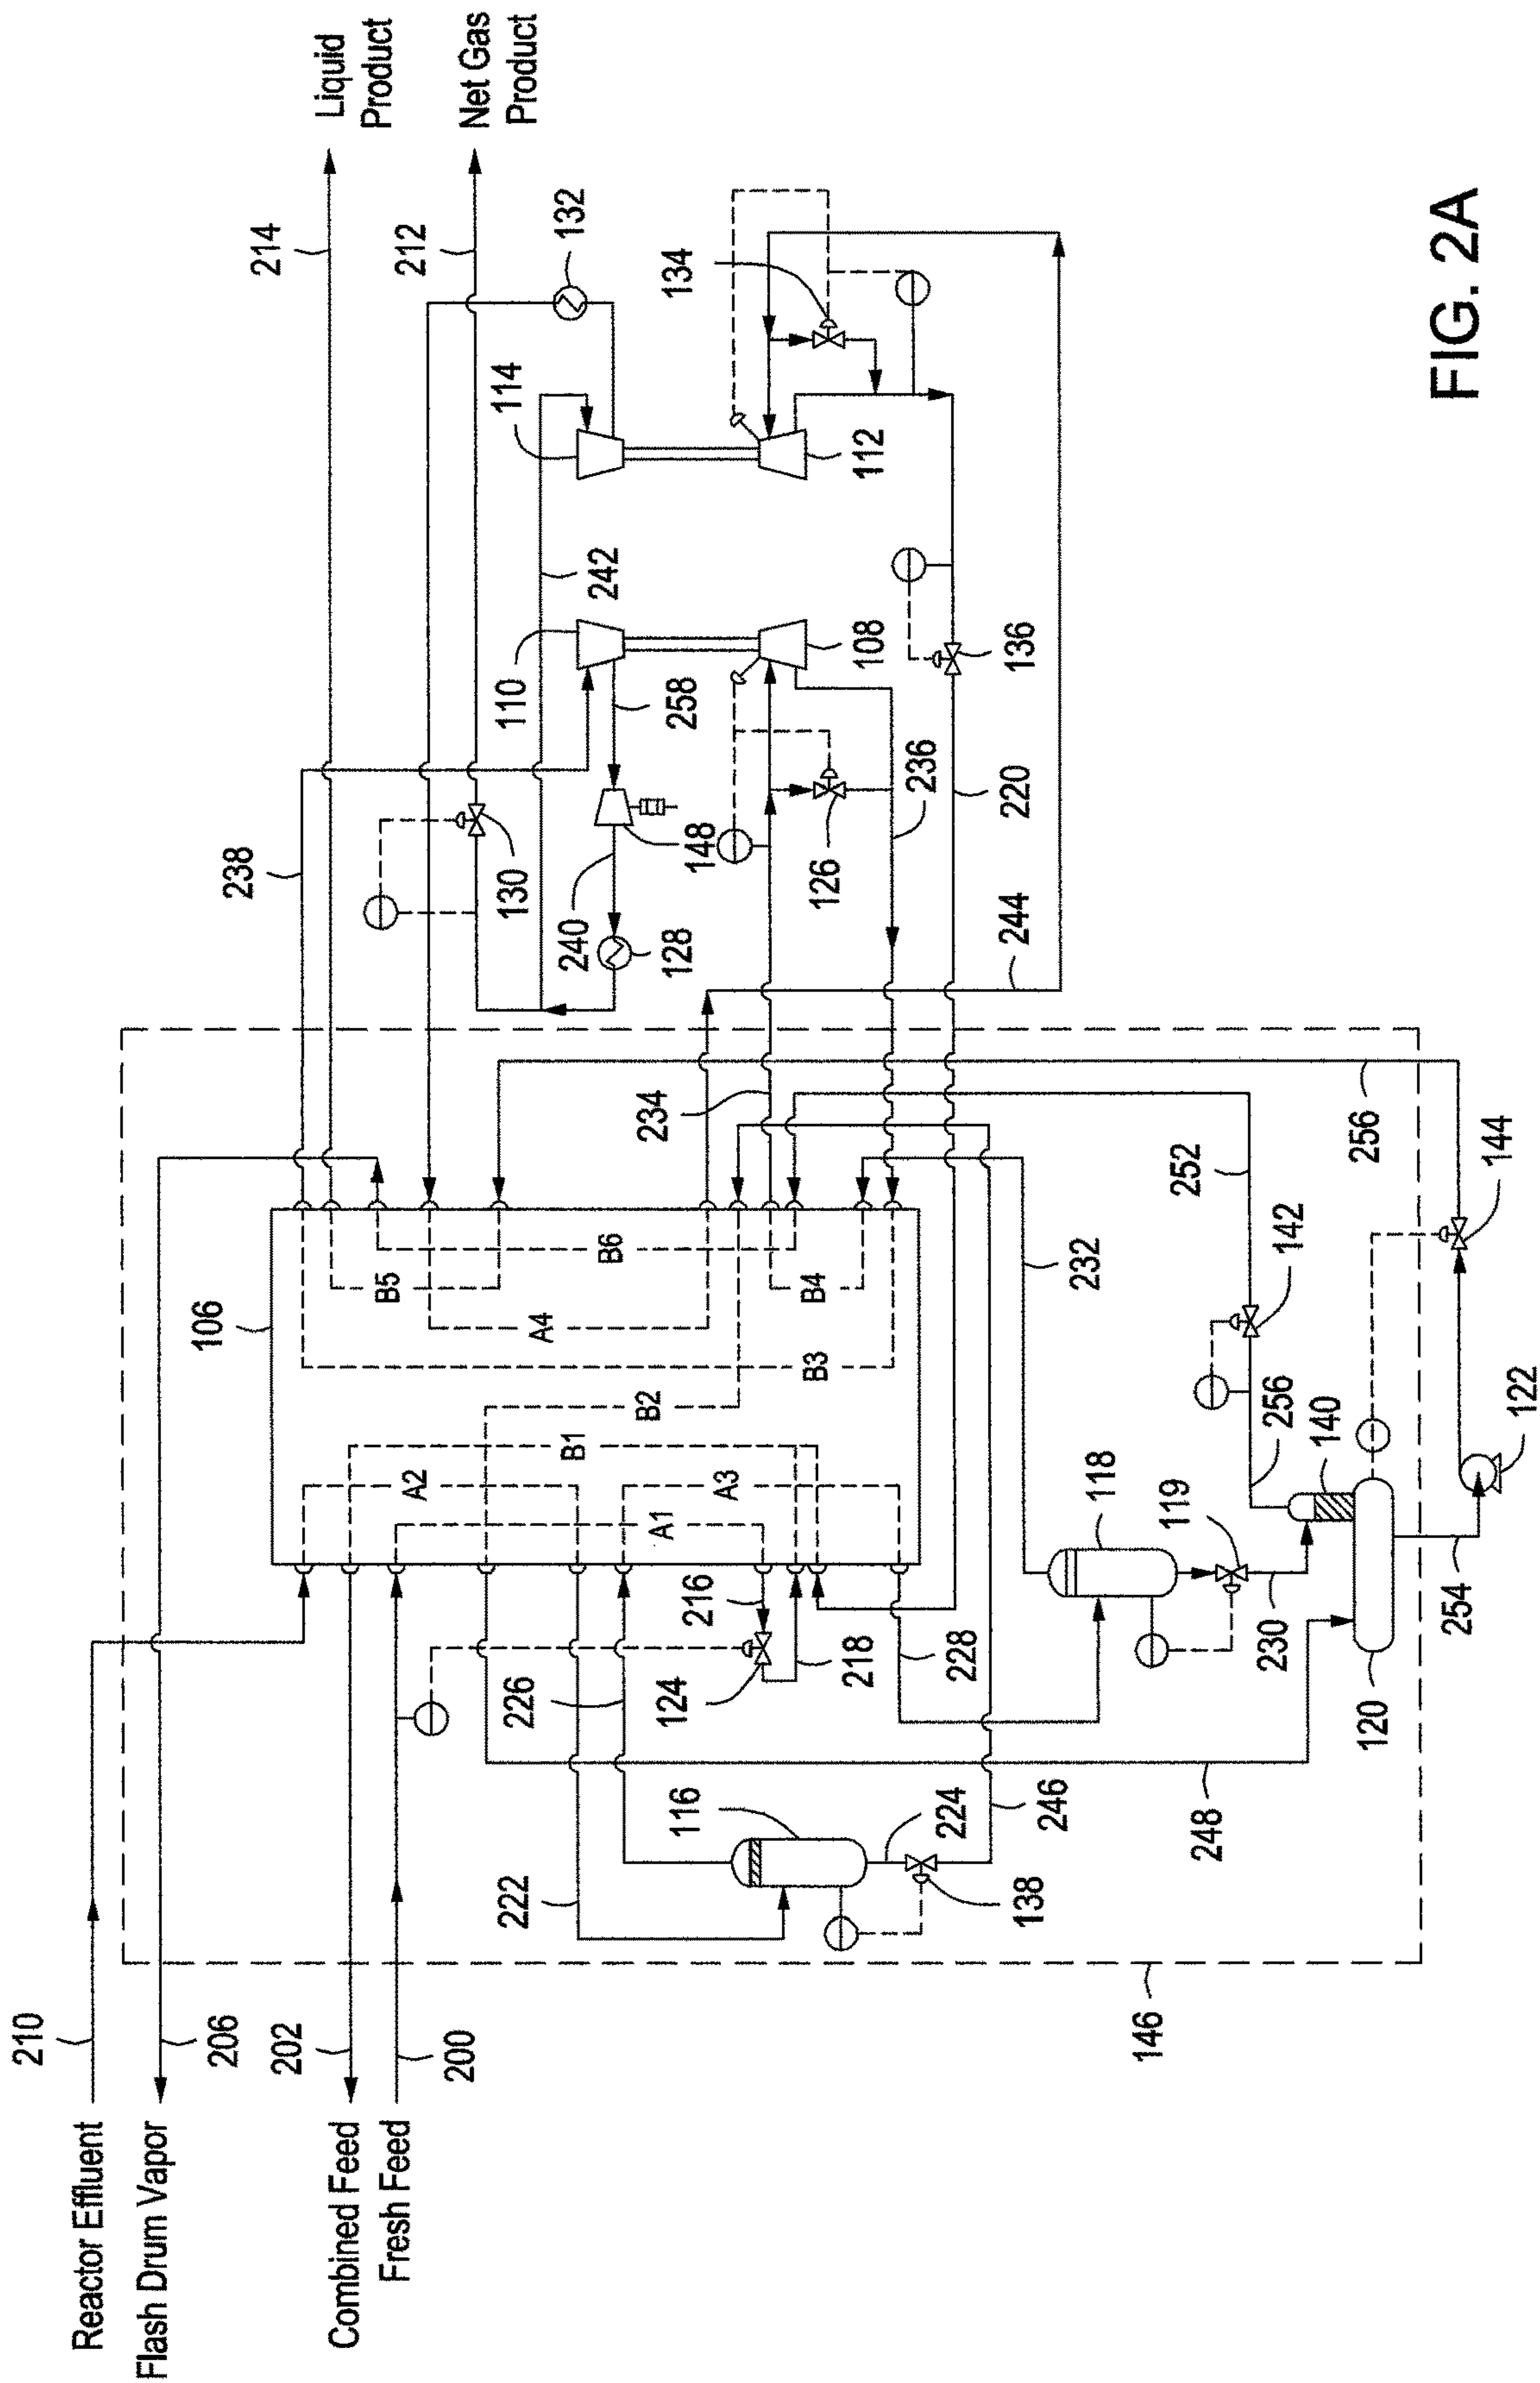 Reactor Effluent
Flash Drum Vapor
Combined Feed
Fresh Feed
210
206
202
200
Liquid
Product
Net Gas
Product
214
212
132
134
114
112
242
110
108
258
136
238
130
148
126
236
220
240
128
244
234
256
252
144
106
B5
B6
A4
B4
B3
B2
B1
A2
A3
A1
232
142
256
140
118
119
122
216
218
228
230
254
120
226
124
116
224
246
248
222
138
146
FIG. 2A